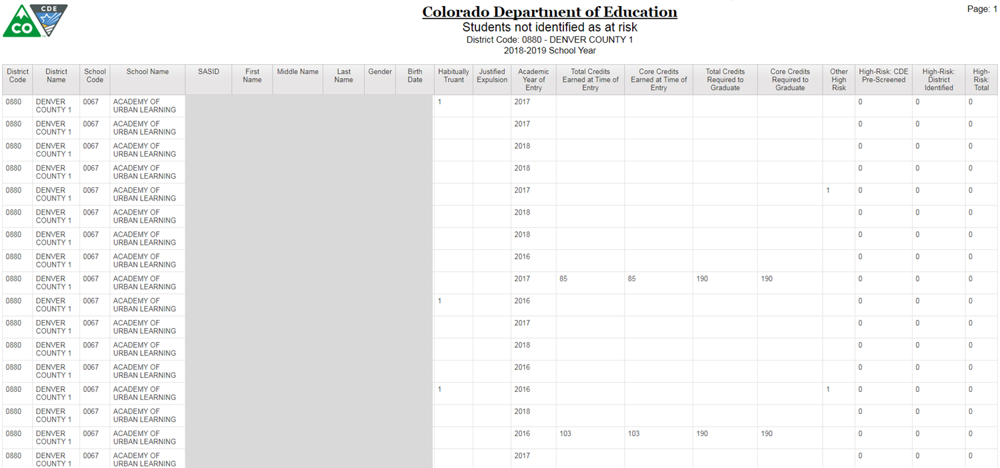 CDE
CO
Colorado Department of Education
Page: 1
Students not identified as at risk
District Code: 0880 - DENVER COUNTY 1
2018-2019 School Year
District Code District Name School Code School Name SASID First Name Middle Name Last Name Gender Birth Date Habitually Truant Justified Expulsion Academic Year of Entry Total Credits Earned at Time of Entry Core Credits Earned at Time of Entry Total Credits Required to Graduate Core Credits Required to Graduate Other High Risk High-Risk: CDE Pre-Screened High-Risk: District Identified High-Risk: Total
0880 DENVER COUNTY 1 0067 ACADEMY OF URBAN LEARNING 1 2017 0 0 0
0880 DENVER COUNTY 1 0067 ACADEMY OF URBAN LEARNING 2017 0 0 0
0880 DENVER COUNTY 1 0067 ACADEMY OF URBAN LEARNING 2018 0 0 0
0880 DENVER COUNTY 1 0067 ACADEMY OF URBAN LEARNING 2018 0 0 0
0880 DENVER COUNTY 1 0067 ACADEMY OF URBAN LEARNING 2017 1 0 0 0
0880 DENVER COUNTY 1 0067 ACADEMY OF URBAN LEARNING 2018 0 0 0
0880 DENVER COUNTY 1 0067 ACADEMY OF URBAN LEARNING 2018 0 0 0
0880 DENVER COUNTY 1 0067 ACADEMY OF URBAN LEARNING 2016 0 0 0
0880 DENVER COUNTY 1 0067 ACADEMY OF URBAN LEARNING 2017 85 85 190 190 0 0 0
0880 DENVER COUNTY 1 0067 ACADEMY OF URBAN LEARNING 1 2016 0 0 0
0880 DENVER COUNTY 1 0067 ACADEMY OF URBAN LEARNING 2017 0 0 0
0880 DENVER COUNTY 1 0067 ACADEMY OF URBAN LEARNING 2018 0 0 0
0880 DENVER COUNTY 1 0067 ACADEMY OF URBAN LEARNING 2016 0 0 0
0880 DENVER COUNTY 1 0067 ACADEMY OF URBAN LEARNING 1 2016 1 0 0 0
0880 DENVER COUNTY 1 0067 ACADEMY OF URBAN LEARNING 2018 0 0 0
0880 DENVER COUNTY 1 0067 ACADEMY OF URBAN LEARNING 2016 103 103 190 190 0 0 0
0880 DENVER COUNTY 1 0067 ACADEMY OF URBAN LEARNING 2017 0 0 0